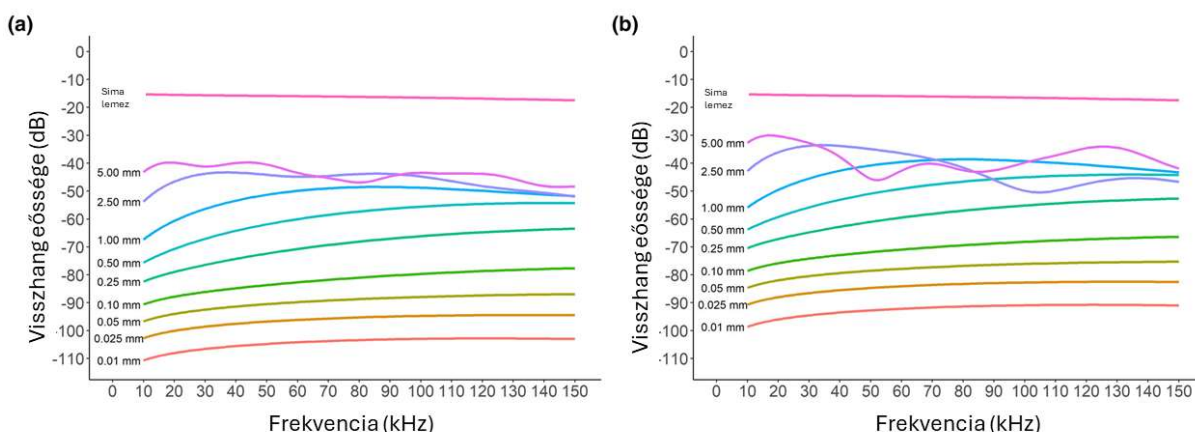 (a)
Visszhang eőssége (dB)
0
-10
-20
-30
-40
-50
-60
-70
-80
-90
-100
-110
Sima
lemez
5.00 mm
2.50 mm
1.00 mm
0.50 mm
0.25 mm
0.10 mm
0.05 mm
0.025 mm
0.01 mm
0 10 20 30 40 50 60 70 80 90 100 110 120 130 140 150
Frekvencia (kHz)
(b)
Visszhang eőssége (dB)
0
-10
-20
-30
-40
-50
-60
-70
-80
-90
-100
-110
Sima
lemez
5.00 mm
2.50 mm
1.00 mm
0.50 mm
0.25 mm
0.10 mm
0.05 mm
0.025 mm
0.01 mm
0 10 20 30 40 50 60 70 80 90 100 110 120 130 140 150
Frekvencia (kHz)